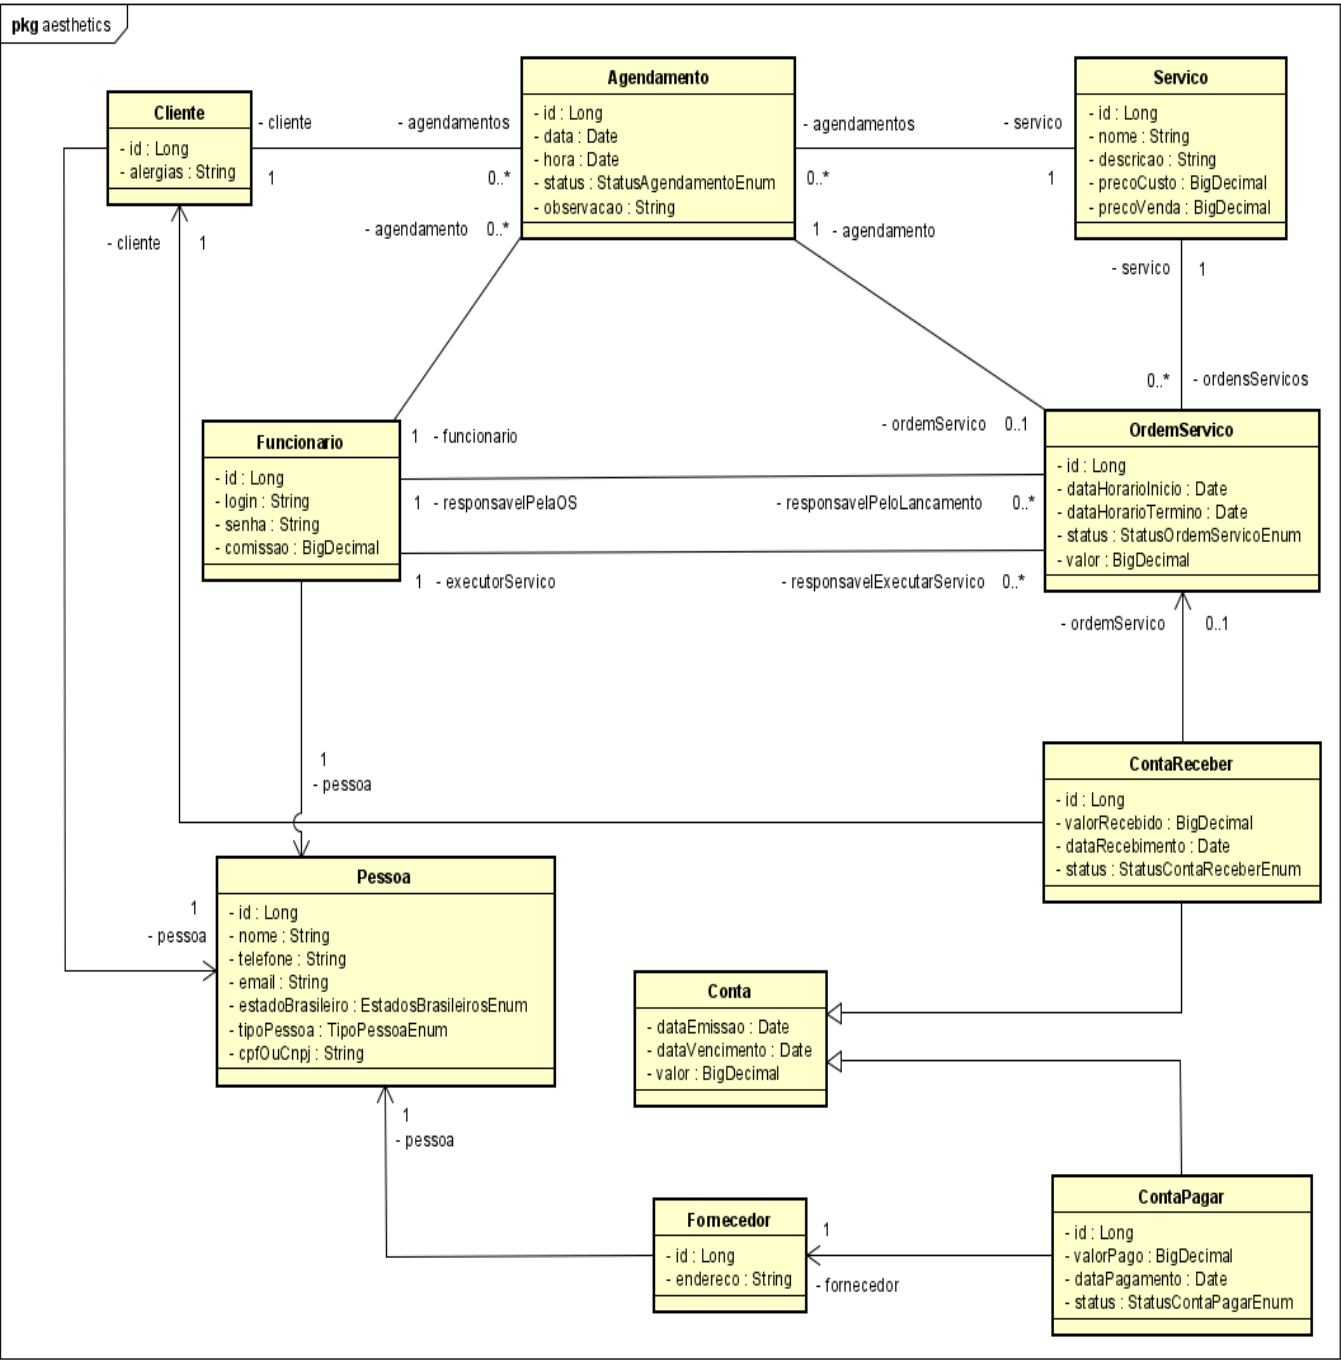 pkg aesthetics
Cliente
- id : Long
- alergias : String
- cliente
1
- agendamentos
0..*
Agendamento
- id : Long
- data : Date
- hora : Date
- status : StatusAgendamentoEnum
- observacao : String
- agendamentos
0..*
- servico
1
Servico
- id : Long
- nome : String
- descricao : String
- precoCusto : BigDecimal
- precoVenda : BigDecimal
- cliente 1
- agendamento 0..*
1 - agendamento
- servico 1
0..* - ordensServicos
Funcionario
- id : Long
- login : String
- senha : String
- comissao : BigDecimal
1 - funcionario
- ordemServico 0..1
1 - responsavelPelaOS
- responsavelPeloLancamento 0..*
1 - executorServico
- responsavelExecutarServico 0..*
OrdemServico
- id : Long
- dataHorarioInicio : Date
- dataHorarioTermino : Date
- status : StatusOrdemServicoEnum
- valor : BigDecimal
- ordemServico 0..1
1
- pessoa
ContaReceber
- id : Long
- valorRecebido : BigDecimal
- dataRecebimento : Date
- status : StatusContaReceberEnum
1
- pessoa
Pessoa
- id : Long
- nome : String
- telefone : String
- email : String
- estadoBrasileiro : EstadosBrasileirosEnum
- tipoPessoa : TipoPessoaEnum
- cpfOuCnpj : String
1
- pessoa
Conta
- dataEmissao : Date
- dataVencimento : Date
- valor : BigDecimal
Fornecedor
- id : Long
- endereco : String
1
- fornecedor
ContaPagar
- id : Long
- valorPago : BigDecimal
- dataPagamento : Date
- status : StatusContaPagarEnum